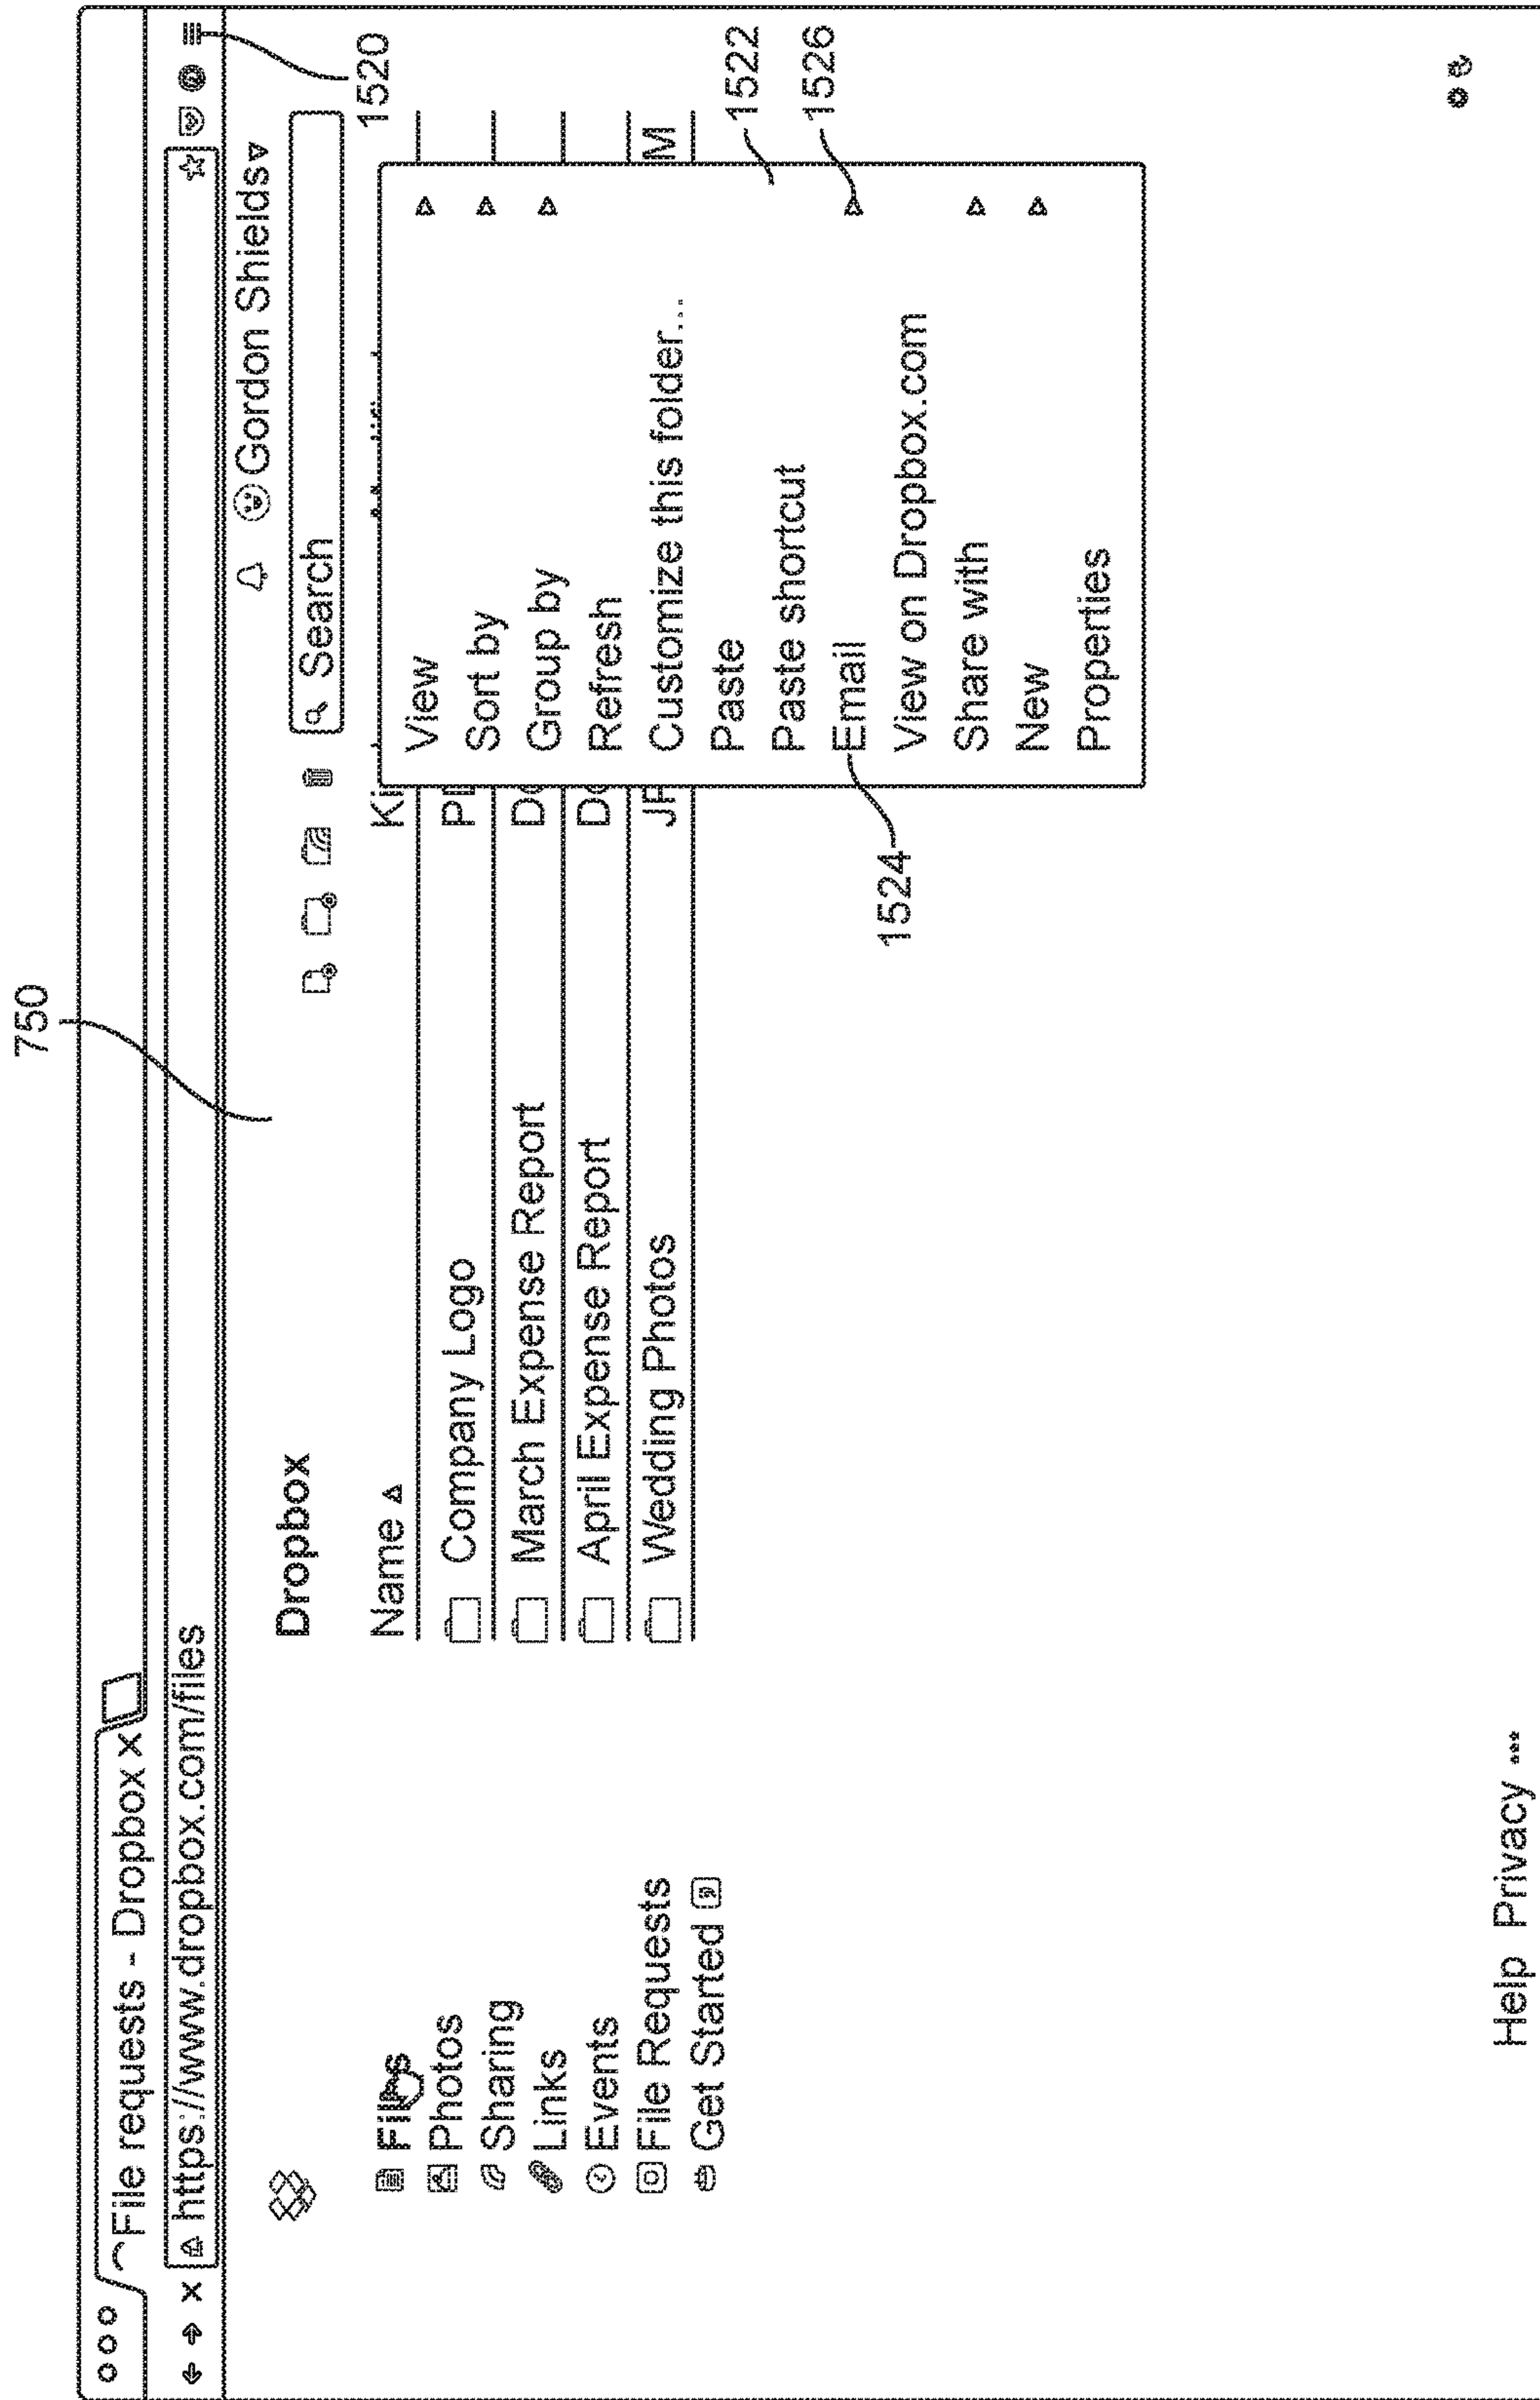 750
File requests - Dropbox X
https://www.dropbox.com/files
1520
Gordon Shields
Dropbox
Search
Name
Ki
Company Logo
March Expense Report
April Expense Report
Wedding Photos
JP
M
Files
Photos
Sharing
Links
Events
File Requests
Get Started
View
Sort by
Group by
Refresh
Customize this folder...
Paste
Paste shortcut
Email
View on Dropbox.com
Share with
New
Properties
1522
1526
1524
Help Privacy ...